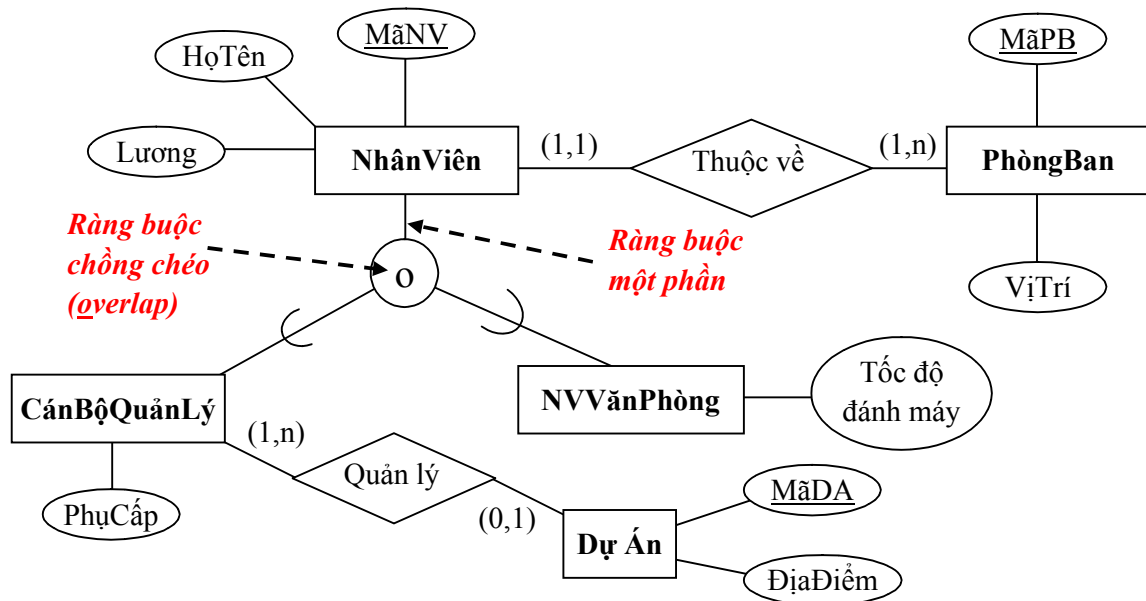 MãNV
MãPB
HọTên
Lương
NhânViên
(1,1)
Thuộc về
(1,n)
PhòngBan
Ràng buộc
chồng chéo
(overlap)
Ràng buộc
một phần
o
VịTrí
CánBộQuảnLý
NVVănPhòng
Tốc độ
đánh máy
(1,n)
Quản lý
PhụCấp
(0,1)
MãDA
Dự Án
ĐịaĐiểm